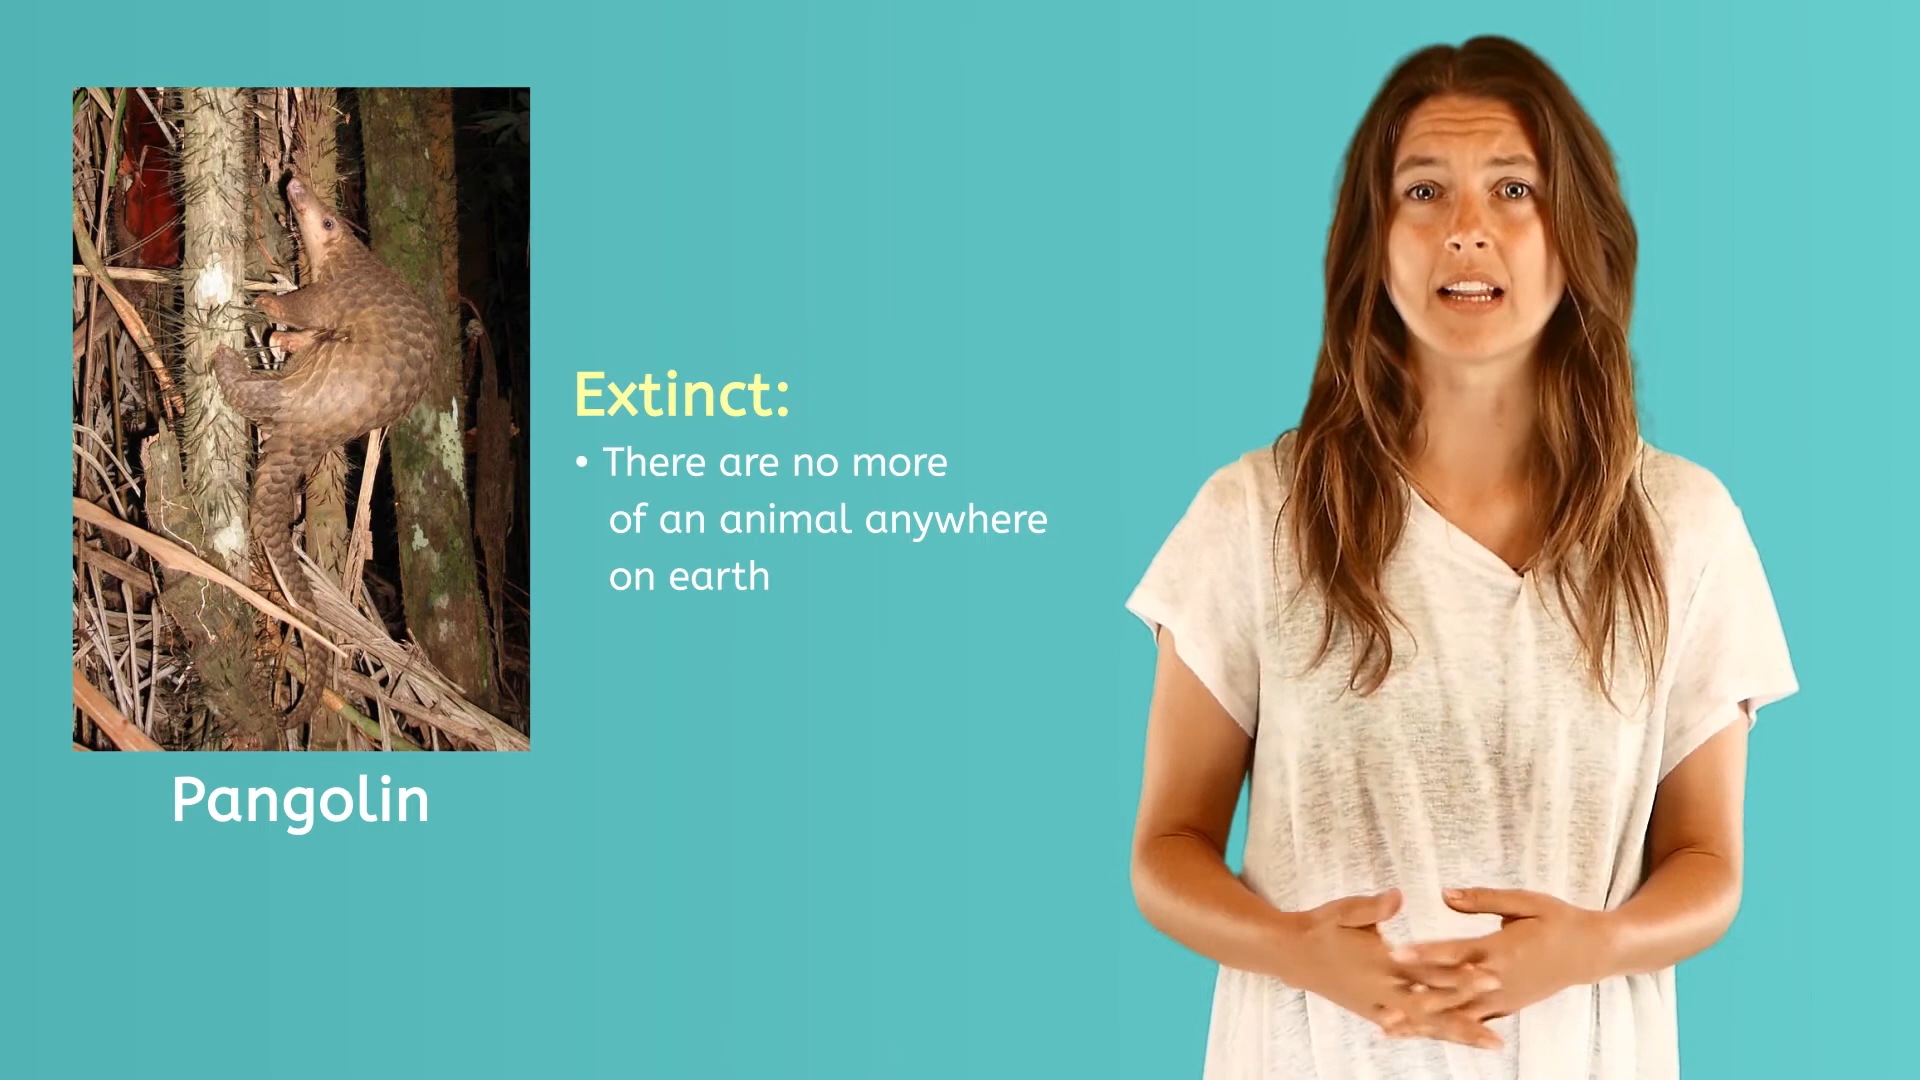 Extinct:
• There are no more
of an animal anywhere
on earth
Pangolin